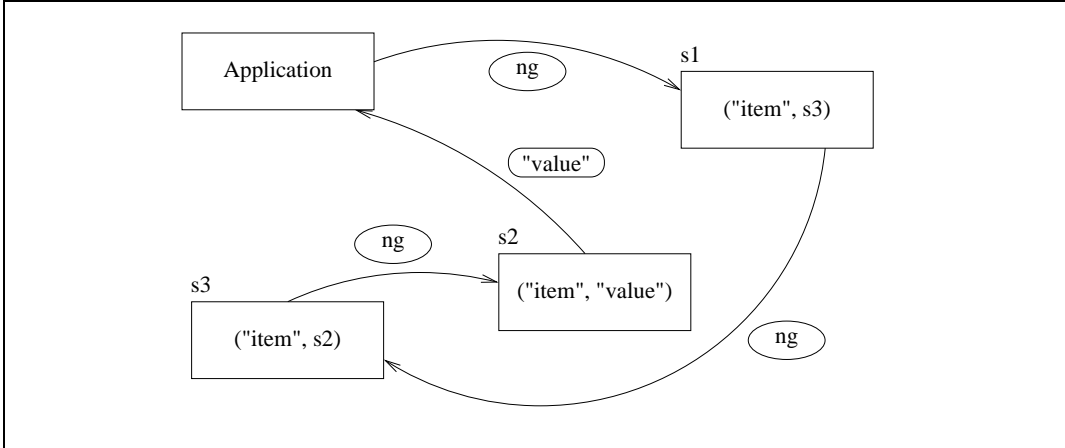 Application
ng
s1
("item", s3)
"value"
ng
s2
("item", "value")
s3
("item", s2)
ng